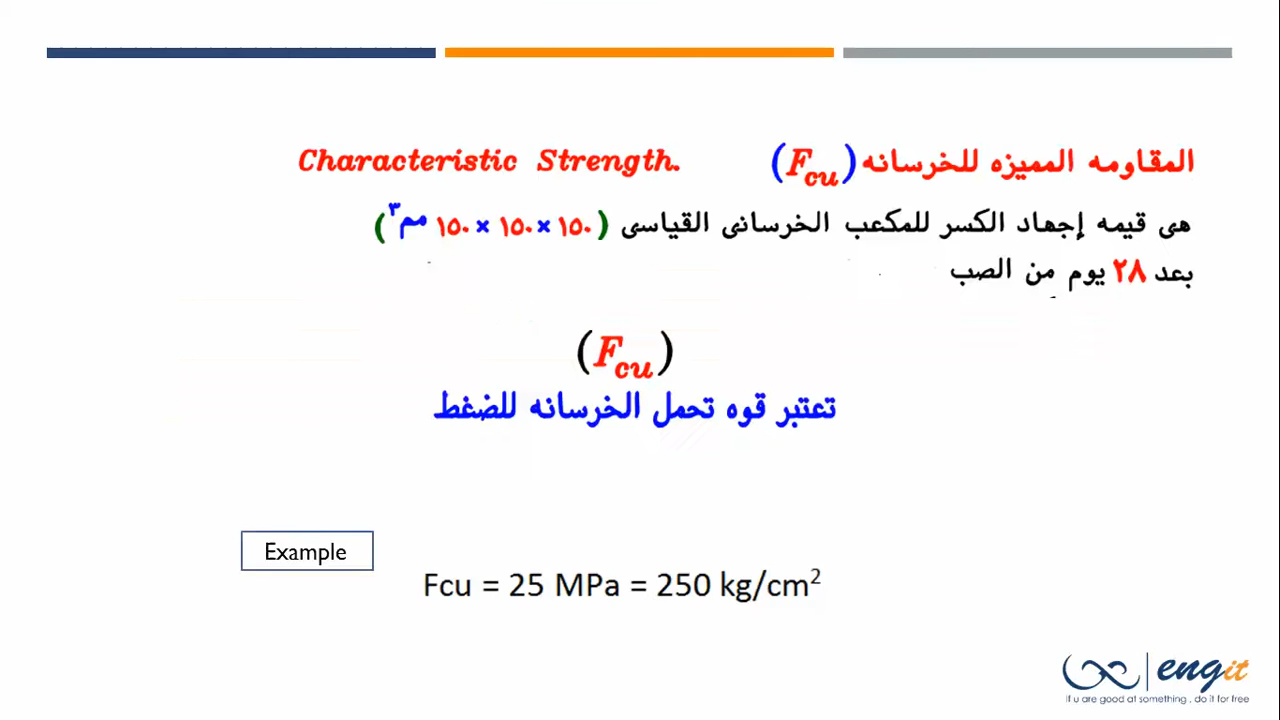 المقاومه المميزه للخرسانه (Fcu) Characteristic Strength.
هى قيمه إجهاد الكسر للمكعب الخرسانى القياسى (١٥٠ × ١٥٠ × ١٥٠ مم٣)
بعد ٢٨ يوم من الصب
(Fcu)
تعتبر قوه تحمل الخرسانه للضغط
Example
Fcu = 25 MPa = 250 kg/cm²
engit
if u are good at something , do it for free